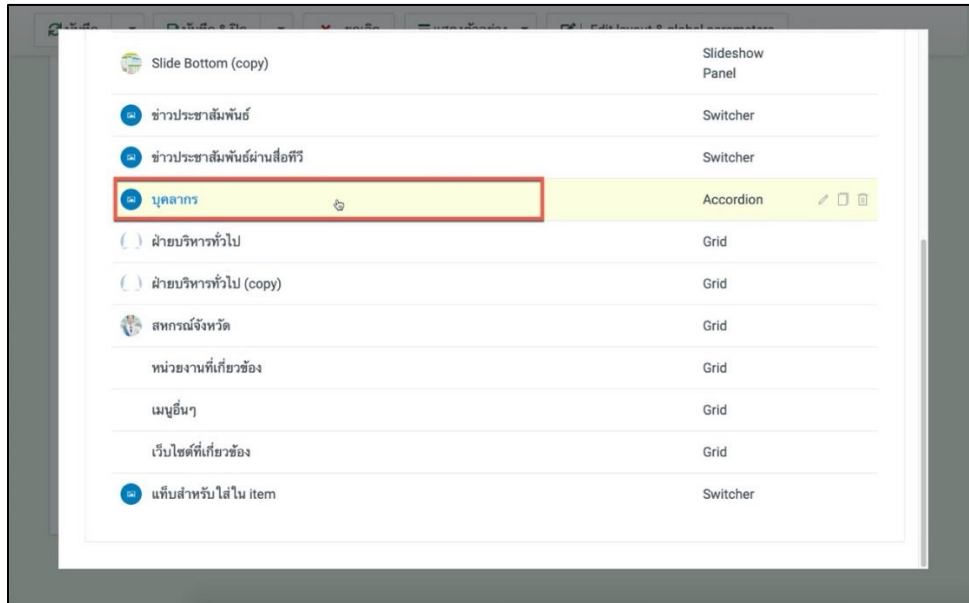 Edit layout & global parameters
Slide Bottom (copy)
Slideshow
Panel
ข่าวประชาสัมพันธ์
Switcher
ข่าวประชาสัมพันธ์ผ่านสื่อทีวี
Switcher
บุคลากร
Accordion
ฝ่ายบริหารทั่วไป
Grid
ฝ่ายบริหารทั่วไป (copy)
Grid
สหกรณ์จังหวัด
Grid
หน่วยงานที่เกี่ยวข้อง
Grid
เมนูอื่นๆ
Grid
เว็บไซต์ที่เกี่ยวข้อง
Grid
แท็บสำหรับใส่ใน item
Switcher